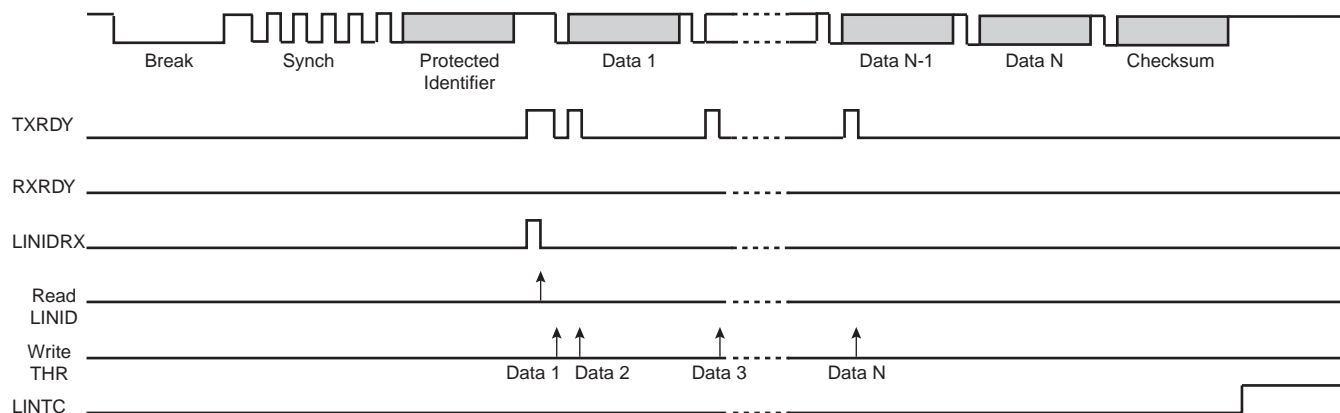 Break
Synch
Protected
Identifier
Data 1
Data N-1
Data N
Checksum
TXRDY
RXRDY
LINIDRX
Read
LINID
Write
THR
Data 1
Data 2
Data 3
Data N
LINTC